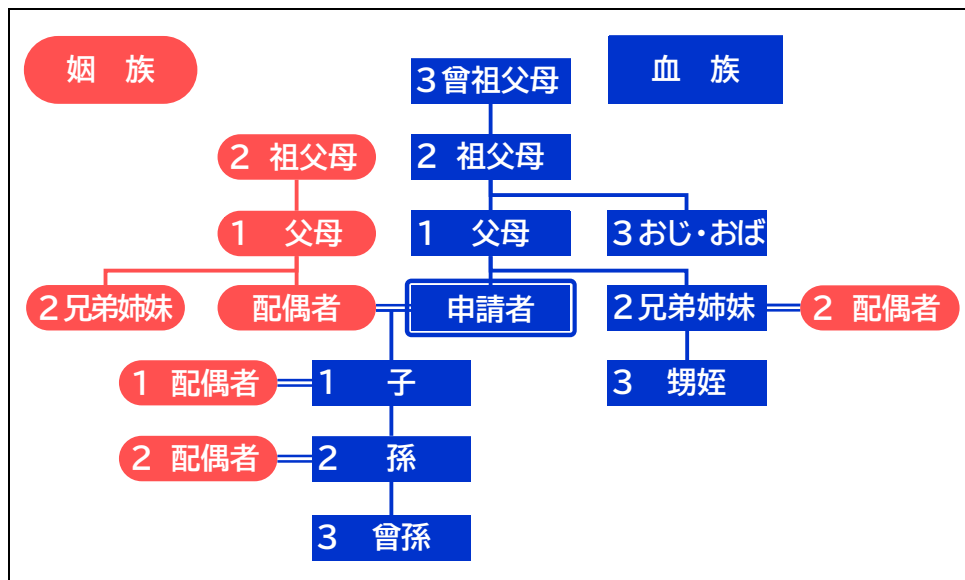 姻 族
3曾祖父母
血 族
2 祖父母
2 祖父母
1 父母
1 父母
3おじ・おば
2兄弟姉妹
配偶者
申請者
2兄弟姉妹
2 配偶者
1 配偶者
1 子
3 甥姪
2 配偶者
2 孫
3 曾孫